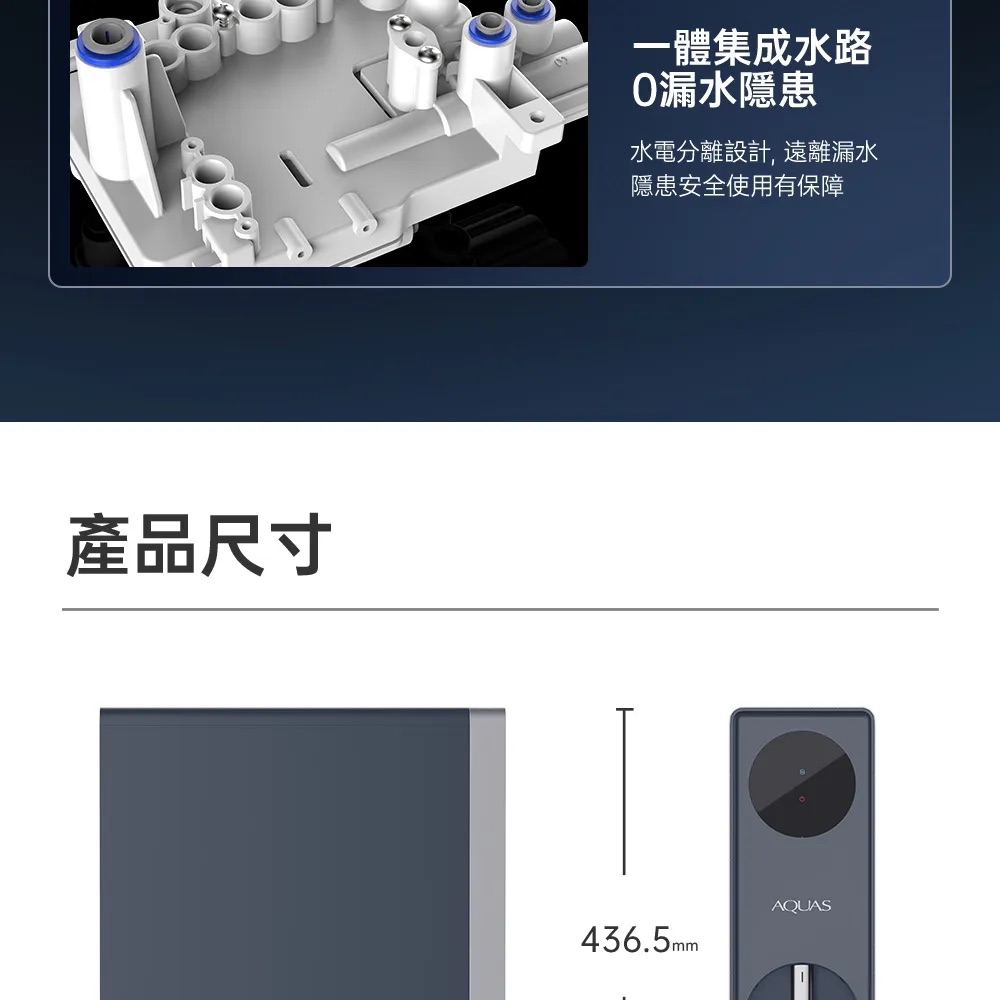 一體集成水路
0漏水隱患
水電分離設計, 遠離漏水
隱患安全使用有保障
產品尺寸
AQUAS
436.5mm